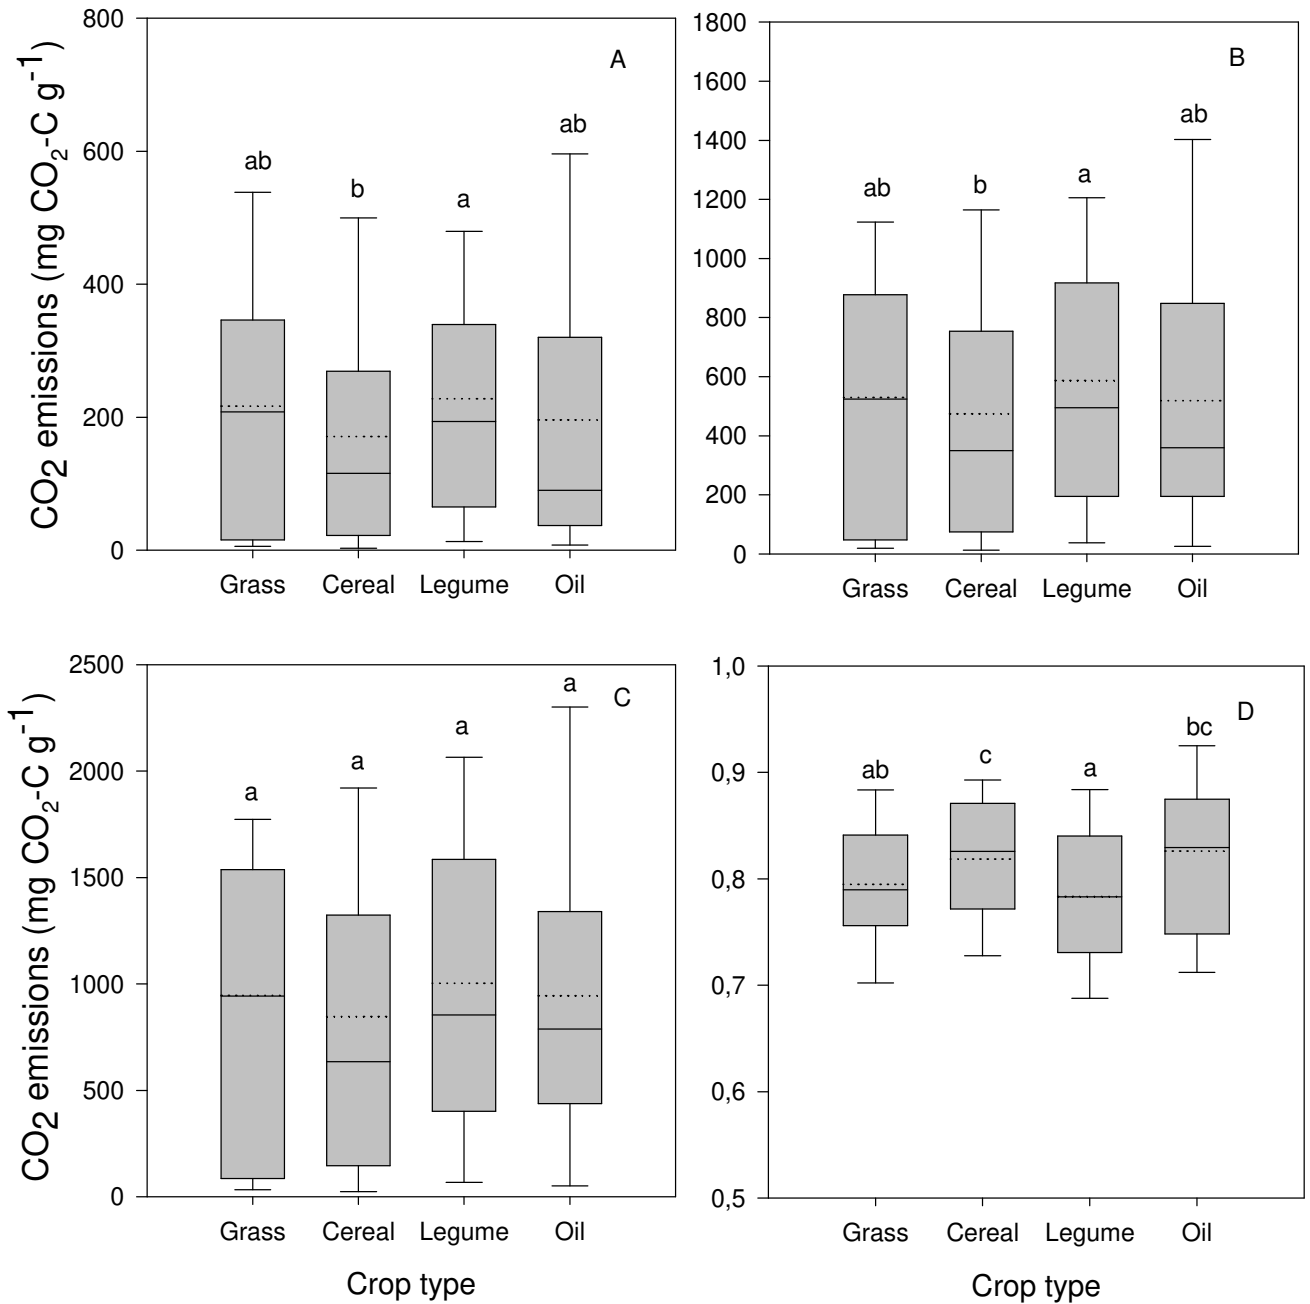 A
CO2 emissions (mg CO2-C g-1)
800
600
400
200
0
ab
b
a
ab
Grass Cereal Legume Oil
B
1800
1600
1400
1200
1000
800
600
400
200
0
ab
b
a
ab
Grass Cereal Legume Oil
C
CO2 emissions (mg CO2-C g-1)
2500
2000
1500
1000
500
0
a
a
a
a
Grass Cereal Legume Oil
Crop type
D
1,0
0,9
0,8
0,7
0,6
0,5
ab
c
a
bc
Grass Cereal Legume Oil
Crop type